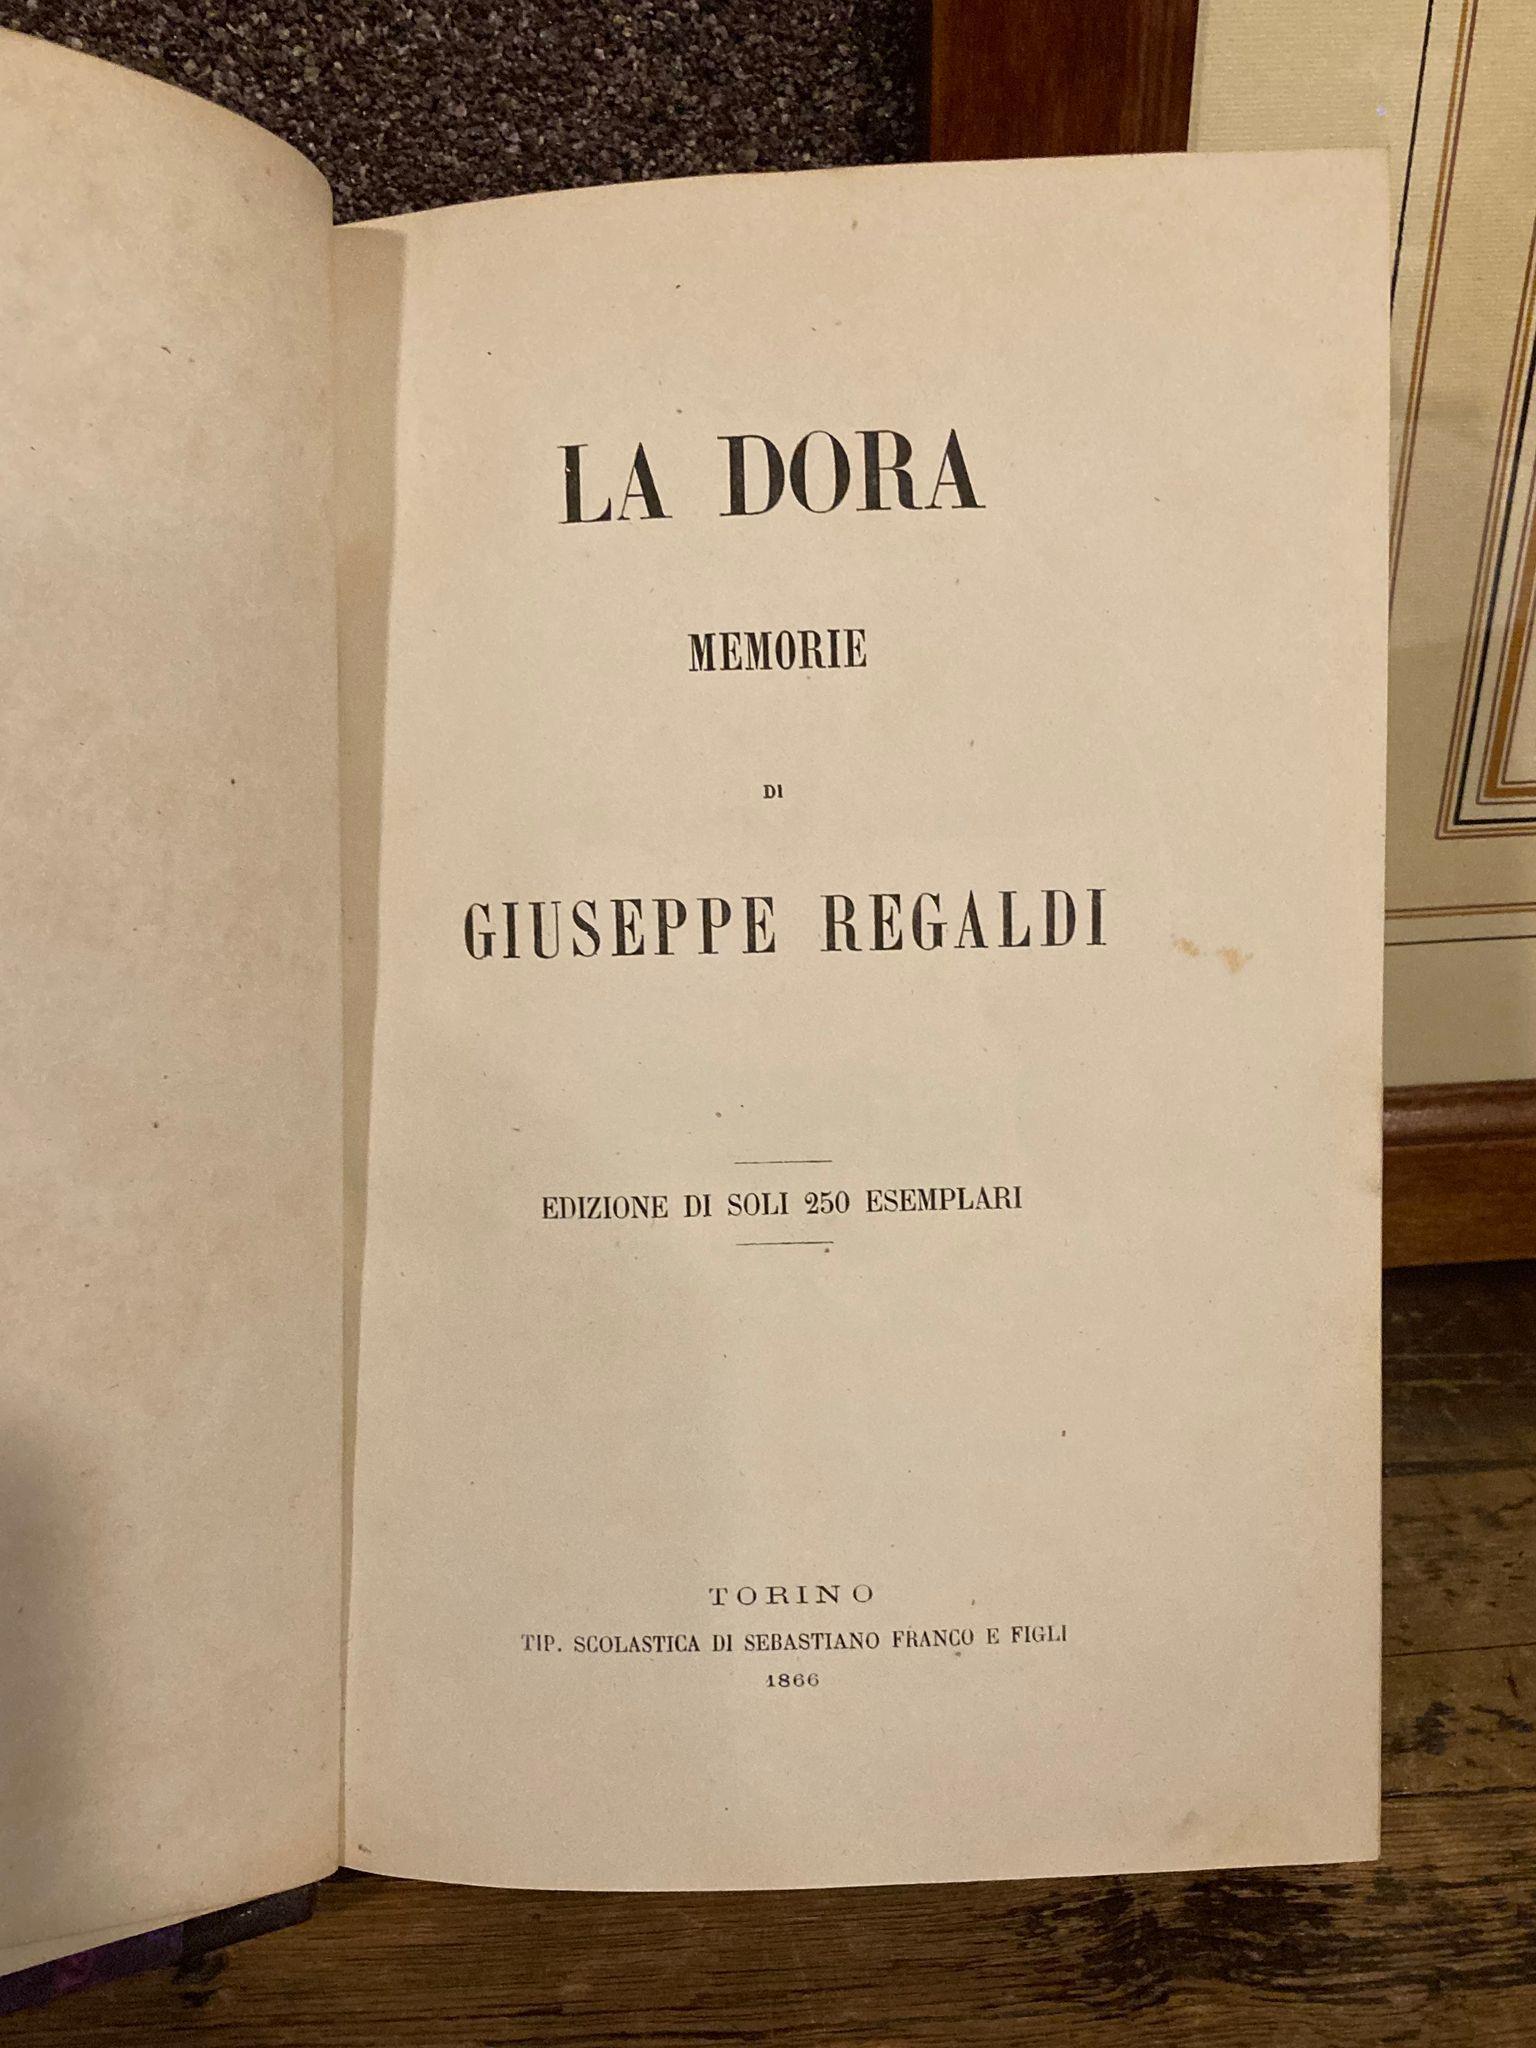 LA DORA
MEMORIE
DI
GIUSEPPE REGALDI
EDIZIONE DI SOLI 250 ESEMPLARI
TORINO
TIP. SCOLASTICA DI SEBASTIANO FRANCO E FIGLI
1866